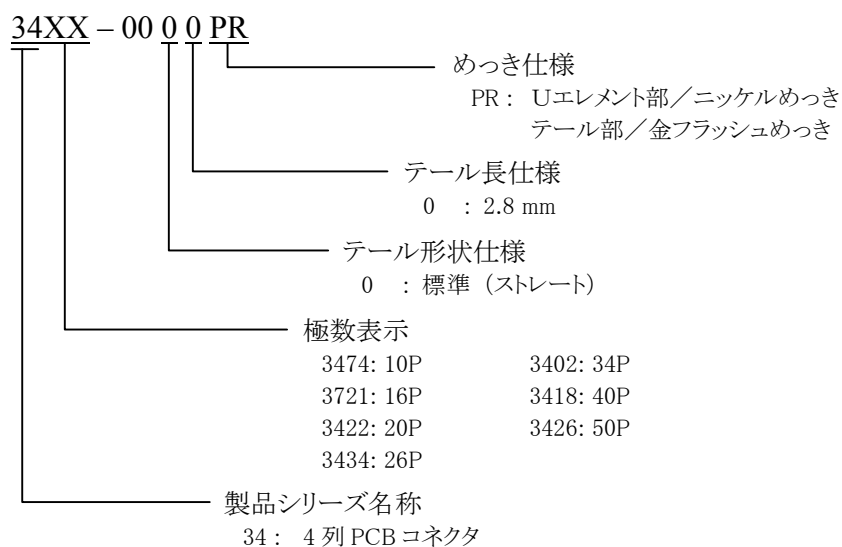 34XX – 00 0 0 PR
めっき仕様
PR : Uエレメント部／ニッケルめっき
テール部／金フラッシュめっき
テール長仕様
0 : 2.8 mm
テール形状仕様
0 : 標準 (ストレート)
極数表示
3474: 10P 3402: 34P
3721: 16P 3418: 40P
3422: 20P 3426: 50P
3434: 26P
製品シリーズ名称
34 : 4列PCBコネクタ